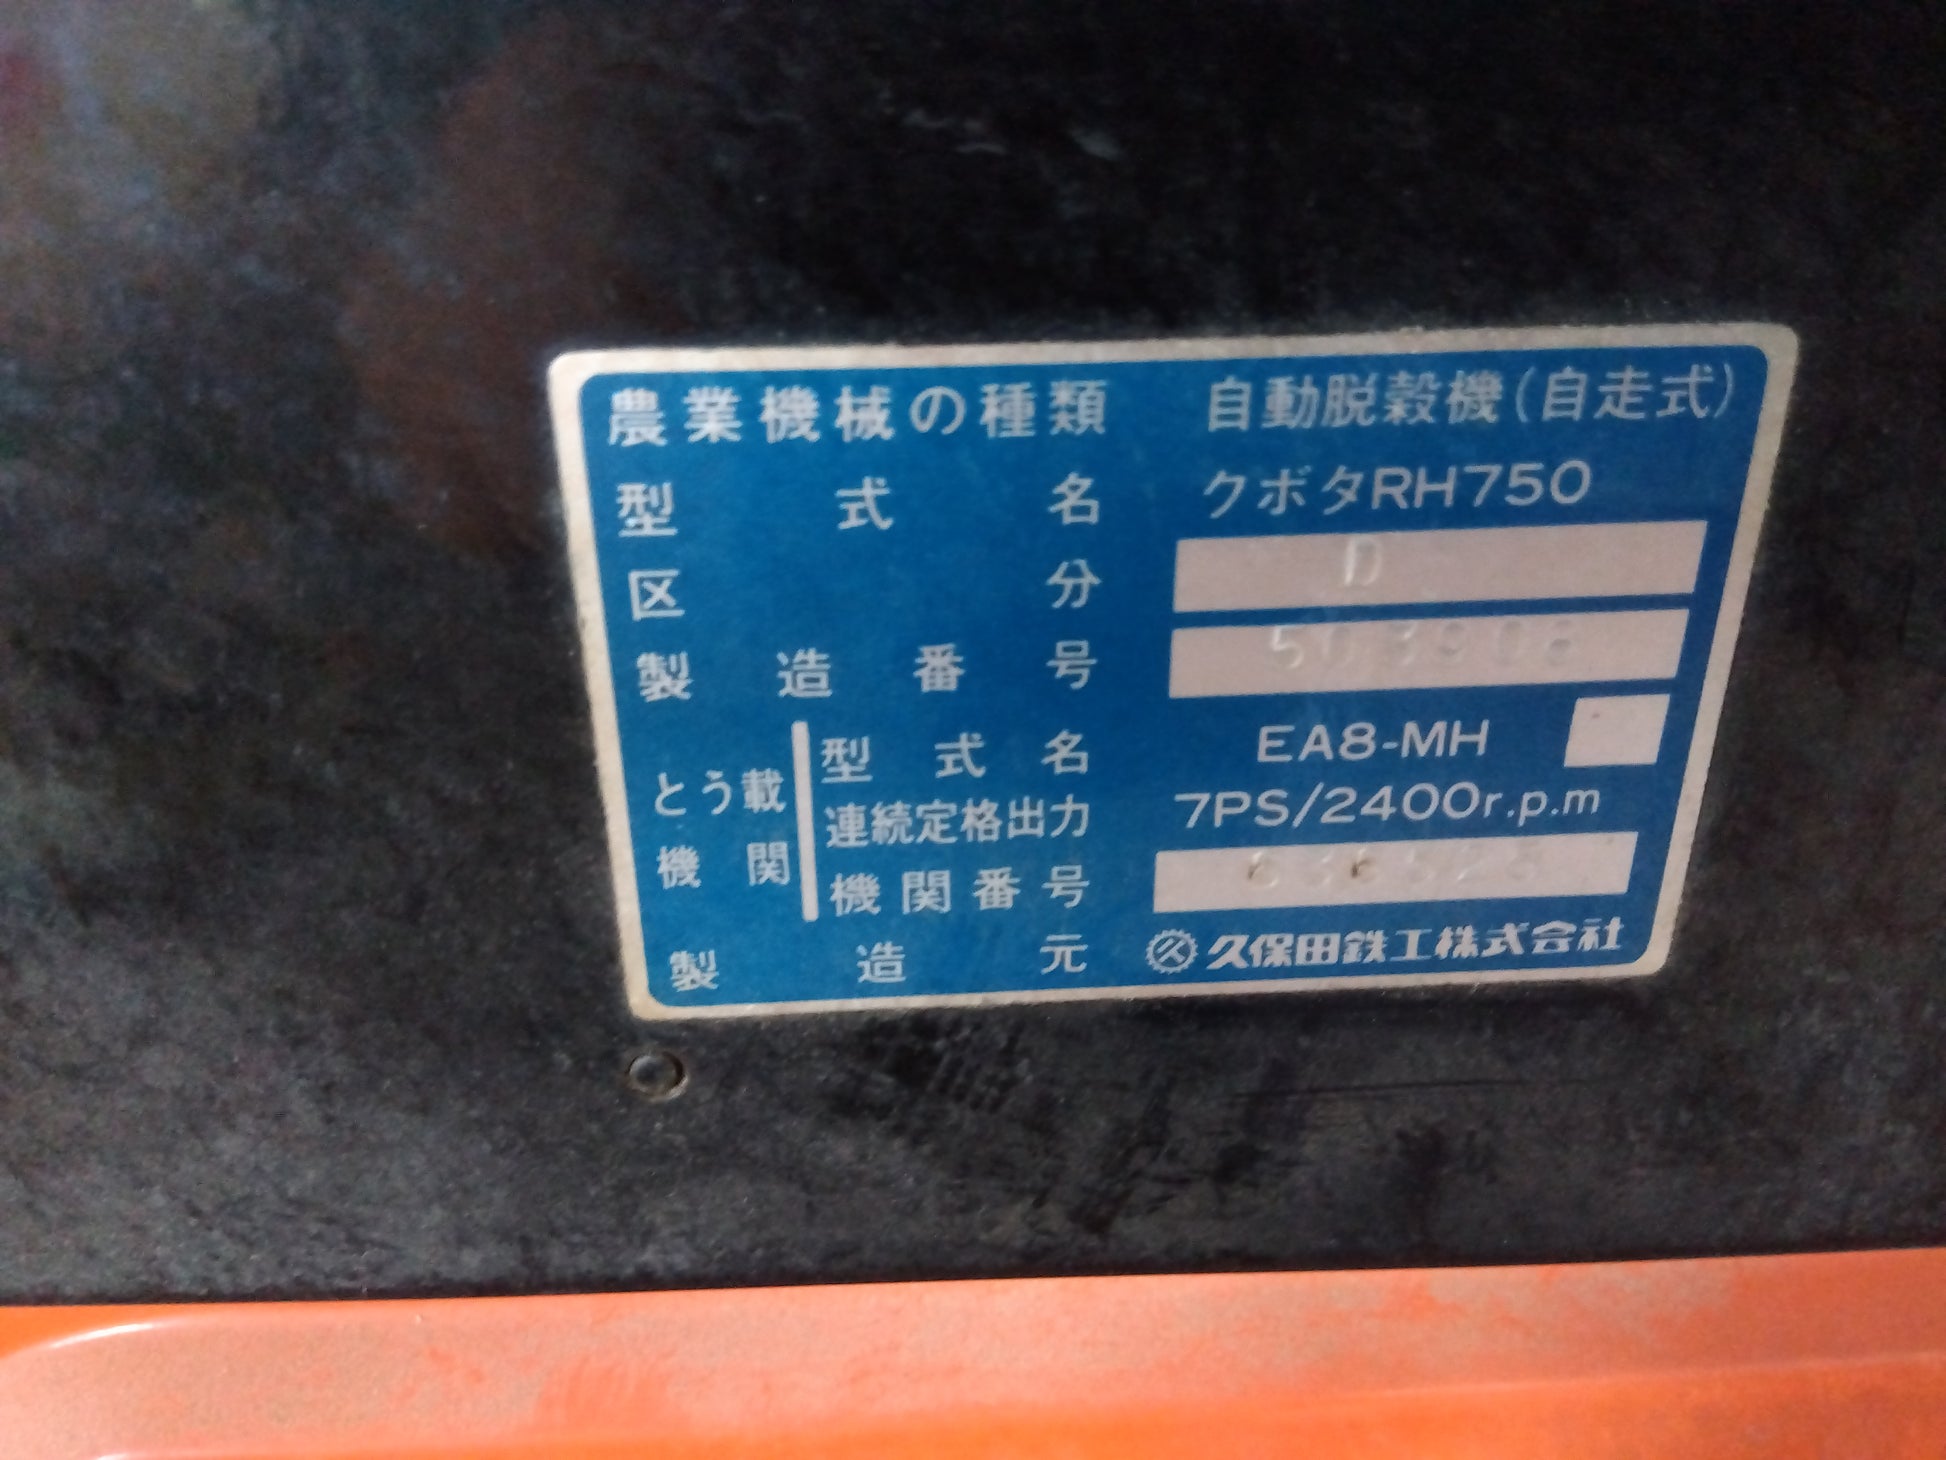 農業機械の種類 自動脱穀機(自走式)
型式名 クボタRH750
区分 D
製造番号 503908
とう載機関
型式名 EA8-MH
連続定格出力 7PS/2400r.p.m
機関番号
製造元 久保田鉄工株式会社